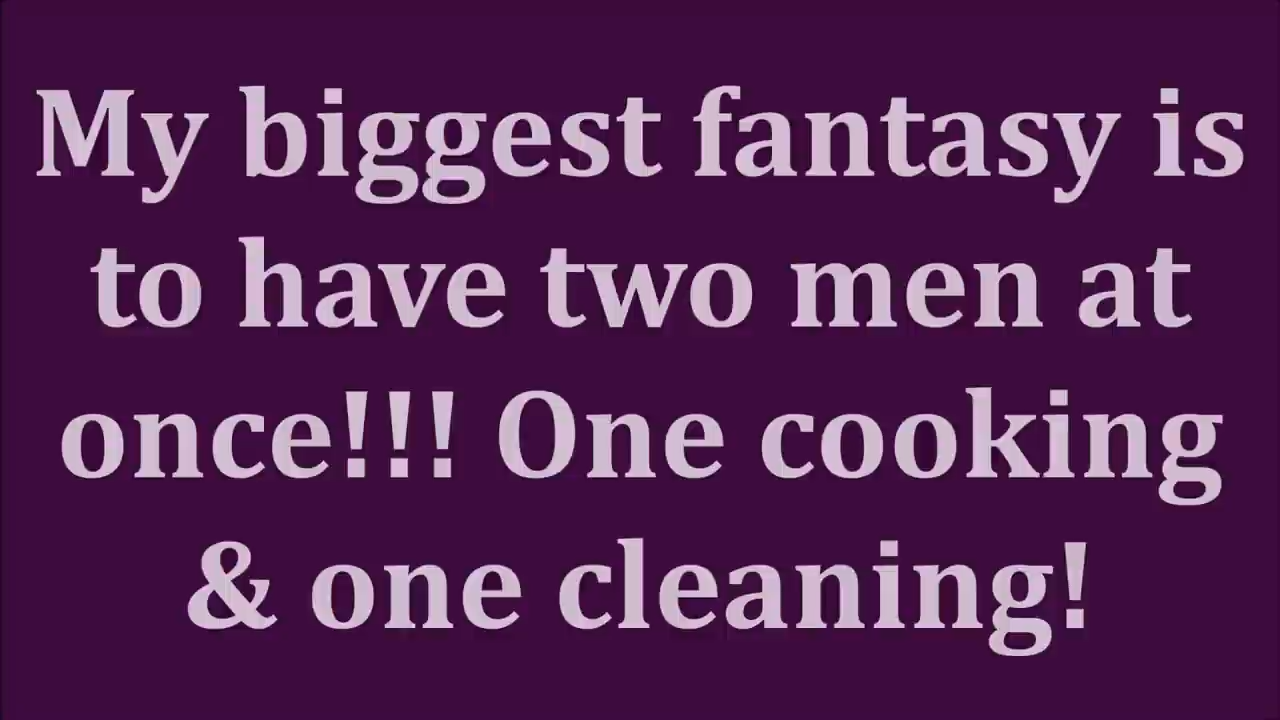 My biggest fantasy is
to have two men at
once!!! One cooking
& one cleaning!